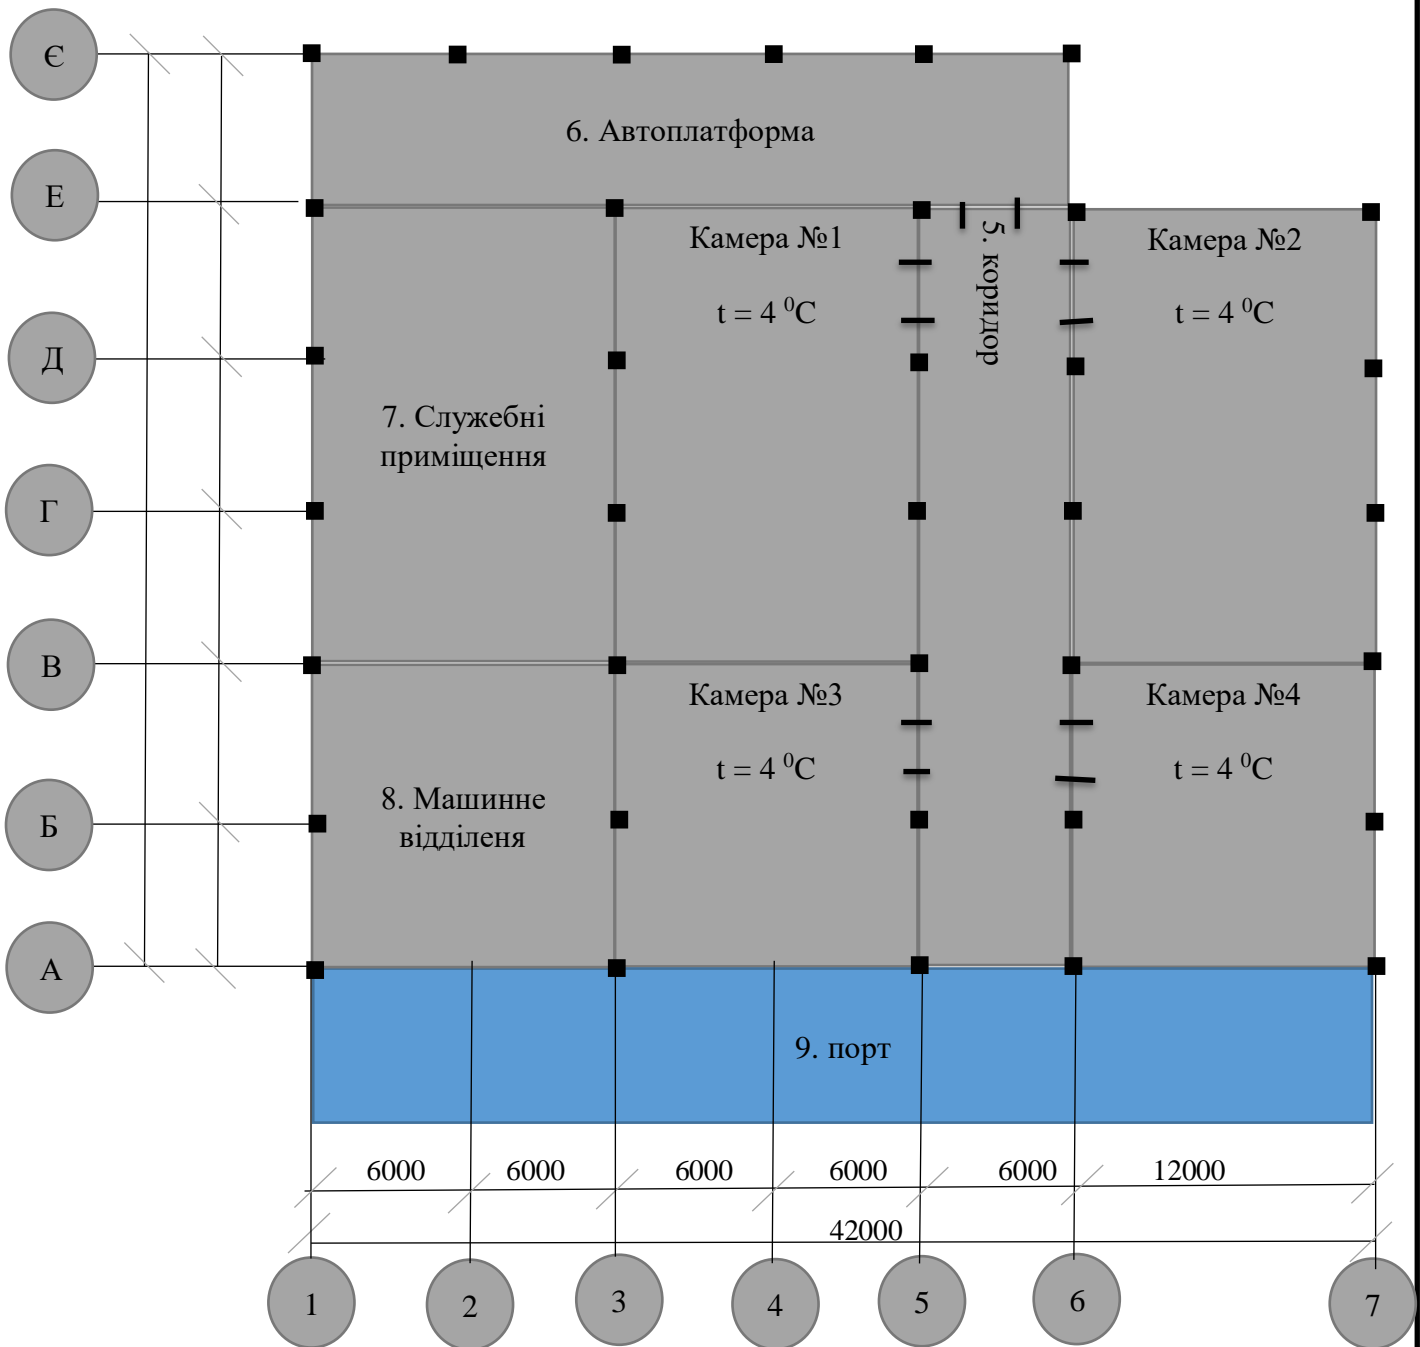 Є
6. Автоплатформа
Е
Камера №1
t = 4 ⁰С
5. коридор
Камера №2
t = 4 ⁰С
Д
7. Службені
приміщення
Г
В
Камера №3
t = 4 ⁰С
Камера №4
t = 4 ⁰С
8. Машинне
відділеня
Б
А
9. порт
6000
6000
6000
6000
6000
12000
42000
1
2
3
4
5
6
7